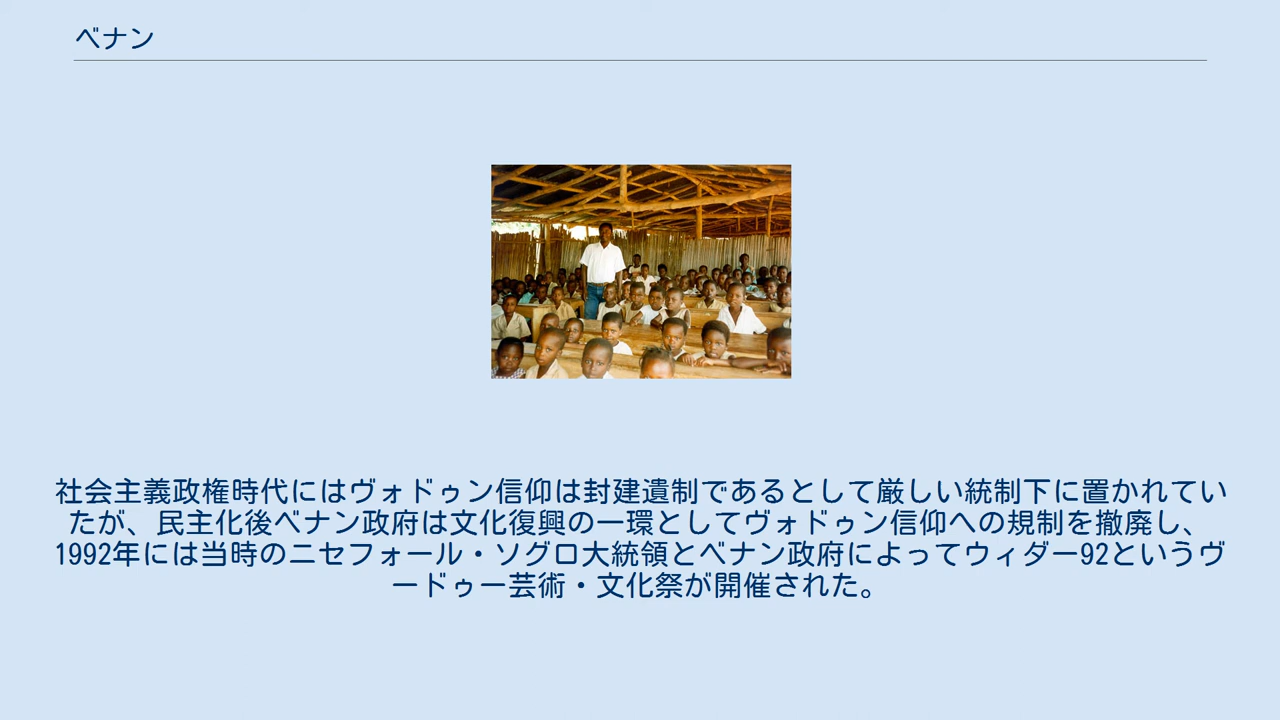 ベナン
社会主義政権時代にはヴォドゥン信仰は封建遺制であるとして厳しい統制下に置かれてい
たが、民主化後ベナン政府は文化復興の一環としてヴォドゥン信仰への規制を撤廃し、
1992年には当時のニセフォール・ソグロ大統領とベナン政府によってウィダー92というヴ
ードゥー芸術・文化祭が開催された。